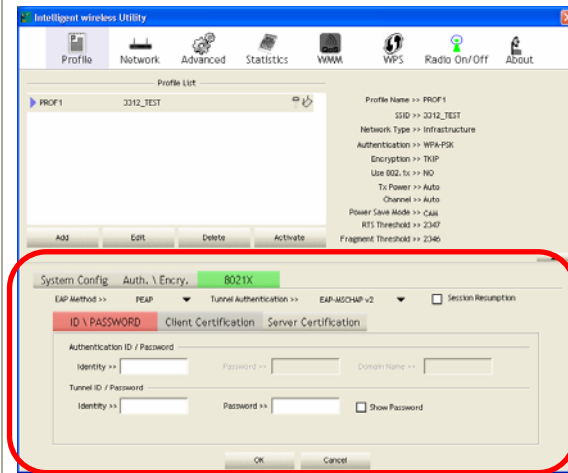 Intelligent wireless Utility
Profile Network Advanced Statistics WMM WPS Radio On/Off About
Profile List
PROF1 3312_TEST
Profile Name >> PROF1
SSID >> 3312_TEST
Network Type >> Infrastructure
Authentication >> WPA-PSK
Encryption >> TKIP
Use 802.1x >> NO
Tx Power >> Auto
Channel >> Auto
Power Save Mode >> CAM
RTS Threshold >> 2347
Fragment Threshold >> 2346
Add Edit Delete Activate
System Config Auth. \ Encry. 8021X
EAP Method >> PEAP Tunnel Authentication >> EAP-MSCHAP v2 Session Resumption
ID \ PASSWORD Client Certification Server Certification
Authentication ID / Password
Identity >> Password >> Domain Name >>
Tunnel ID / Password
Identity >> Password >> Show Password
OK Cancel